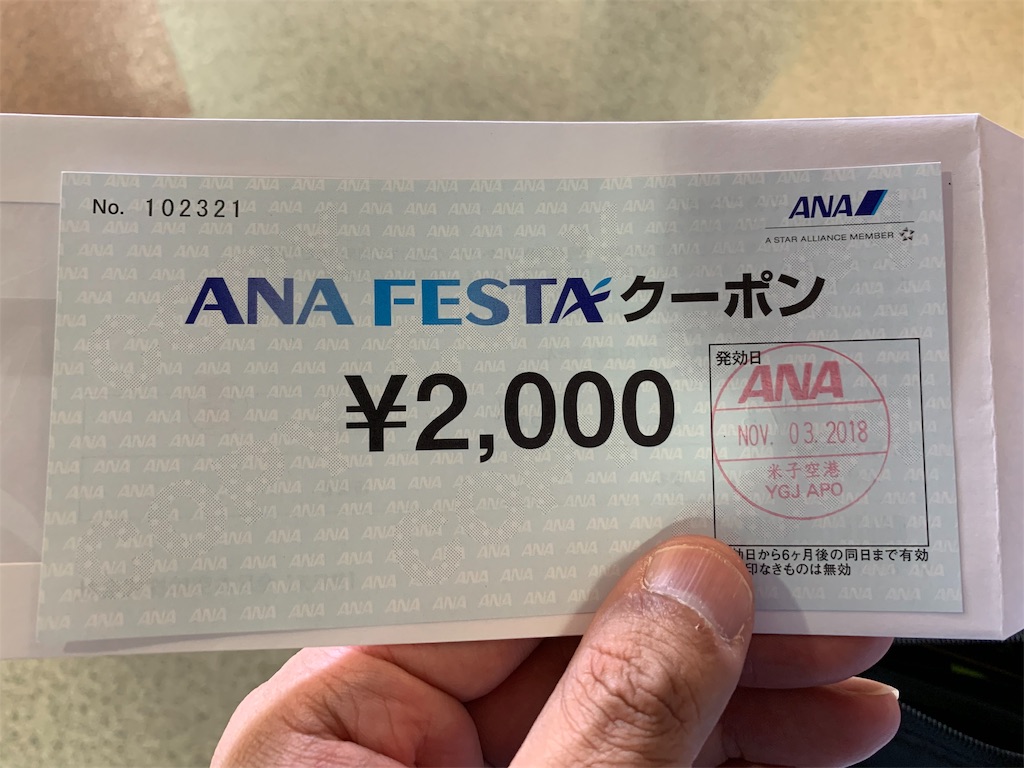 No. 102321
ANA
A STAR ALLIANCE MEMBER
ANA FESTA クーポン
¥2,000
発効日
ANA
NOV. 03. 2018
米子空港
YGJ APO
日から6ヶ月後の同日まで有効
印なきものは無効